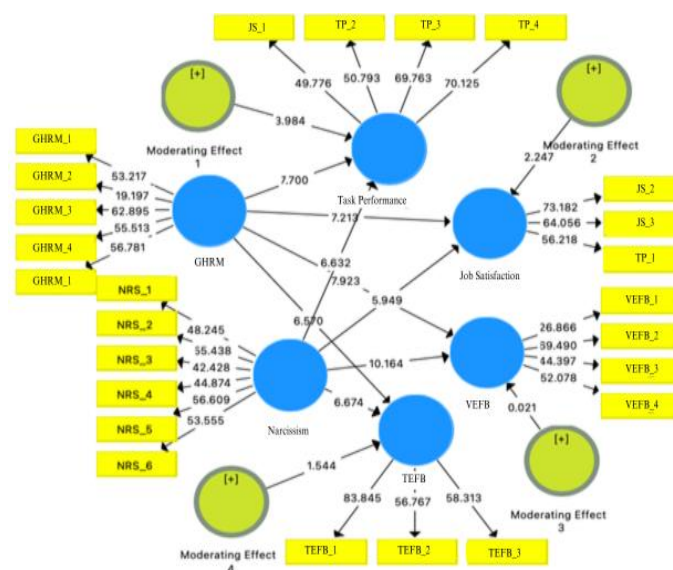 JS_1
TP_2
TP_3
TP_4
[+]
[+]
49.776
50.793
69.763
70.125
3.984
Moderating Effect
1
Moderating Effect
2
GHRM_1
GHRM_2
GHRM_3
GHRM_4
GHRM_1
53.217
19.197
62.895
55.513
56.781
7.700
2.247
Task Performance
7.213
73.182
64.056
56.218
JS_2
JS_3
TP_1
GHRM
6.632
7.923
Job Satisfaction
NRS_1
NRS_2
NRS_3
NRS_4
NRS_5
NRS_6
48.245
55.438
42.428
44.874
56.609
53.555
6.570
5.949
10.164
6.674
Narcissism
26.866
69.490
44.397
52.078
VEFB_1
VEFB_2
VEFB_3
VEFB_4
VEFB
0.021
[+]
1.544
[+]
TEFB
83.845
56.767
58.313
Moderating Effect
3
Moderating Effect
4
TEFB_1
TEFB_2
TEFB_3